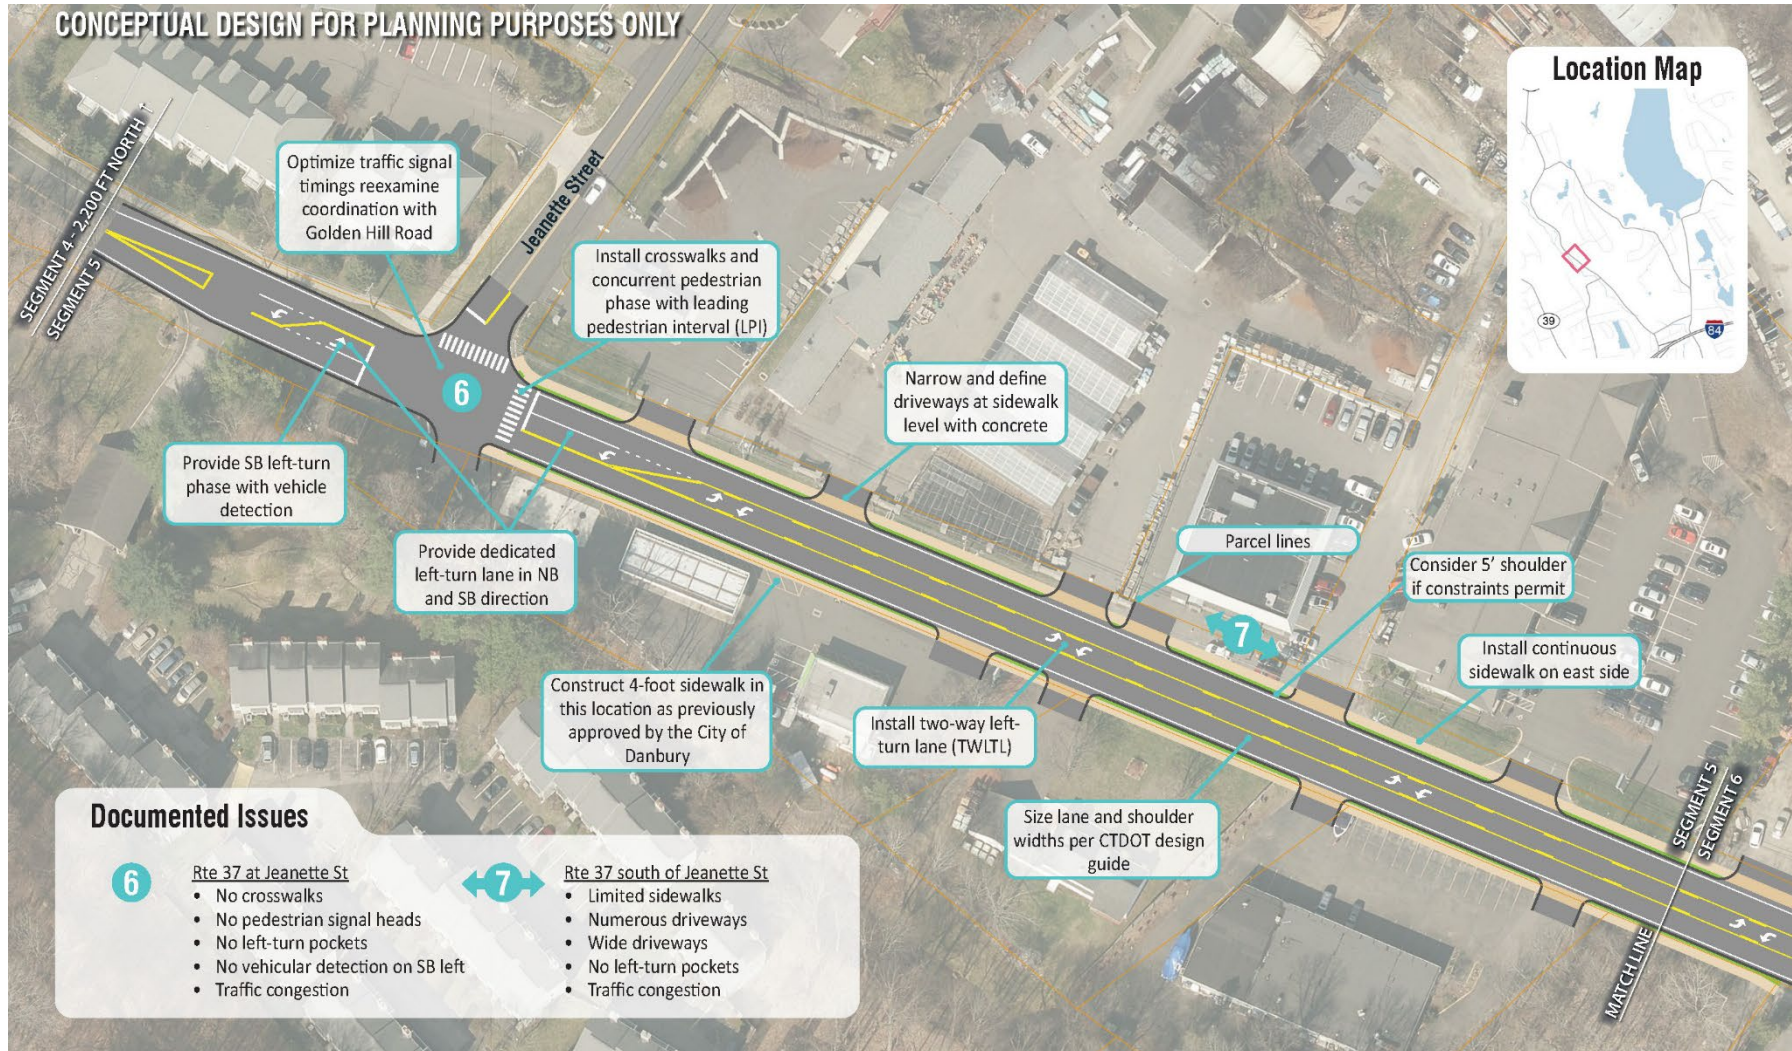 CONCEPTUAL DESIGN FOR PLANNING PURPOSES ONLY
Location Map
39
84
SEGMENT 4 - 2,200 FT NORTH
SEGMENT 5
Optimize traffic signal
timings reexamine
coordination with
Golden Hill Road
Jeanette Street
Install crosswalks and
concurrent pedestrian
phase with leading
pedestrian interval (LPI)
6
Narrow and define
driveways at sidewalk
level with concrete
Provide SB left-turn
phase with vehicle
detection
Provide dedicated
left-turn lane in NB
and SB direction
Parcel lines
Consider 5' shoulder
if constraints permit
7
Install continuous
sidewalk on east side
Construct 4-foot sidewalk in
this location as previously
approved by the City of
Danbury
Install two-way left-
turn lane (TWLTL)
Size lane and shoulder
widths per CTDOT design
guide
SEGMENT 5
SEGMENT 6
MATCH LINE
Documented Issues
6
Rte 37 at Jeanette St
• No crosswalks
• No pedestrian signal heads
• No left-turn pockets
• No vehicular detection on SB left
• Traffic congestion
7
Rte 37 south of Jeanette St
• Limited sidewalks
• Numerous driveways
• Wide driveways
• No left-turn pockets
• Traffic congestion